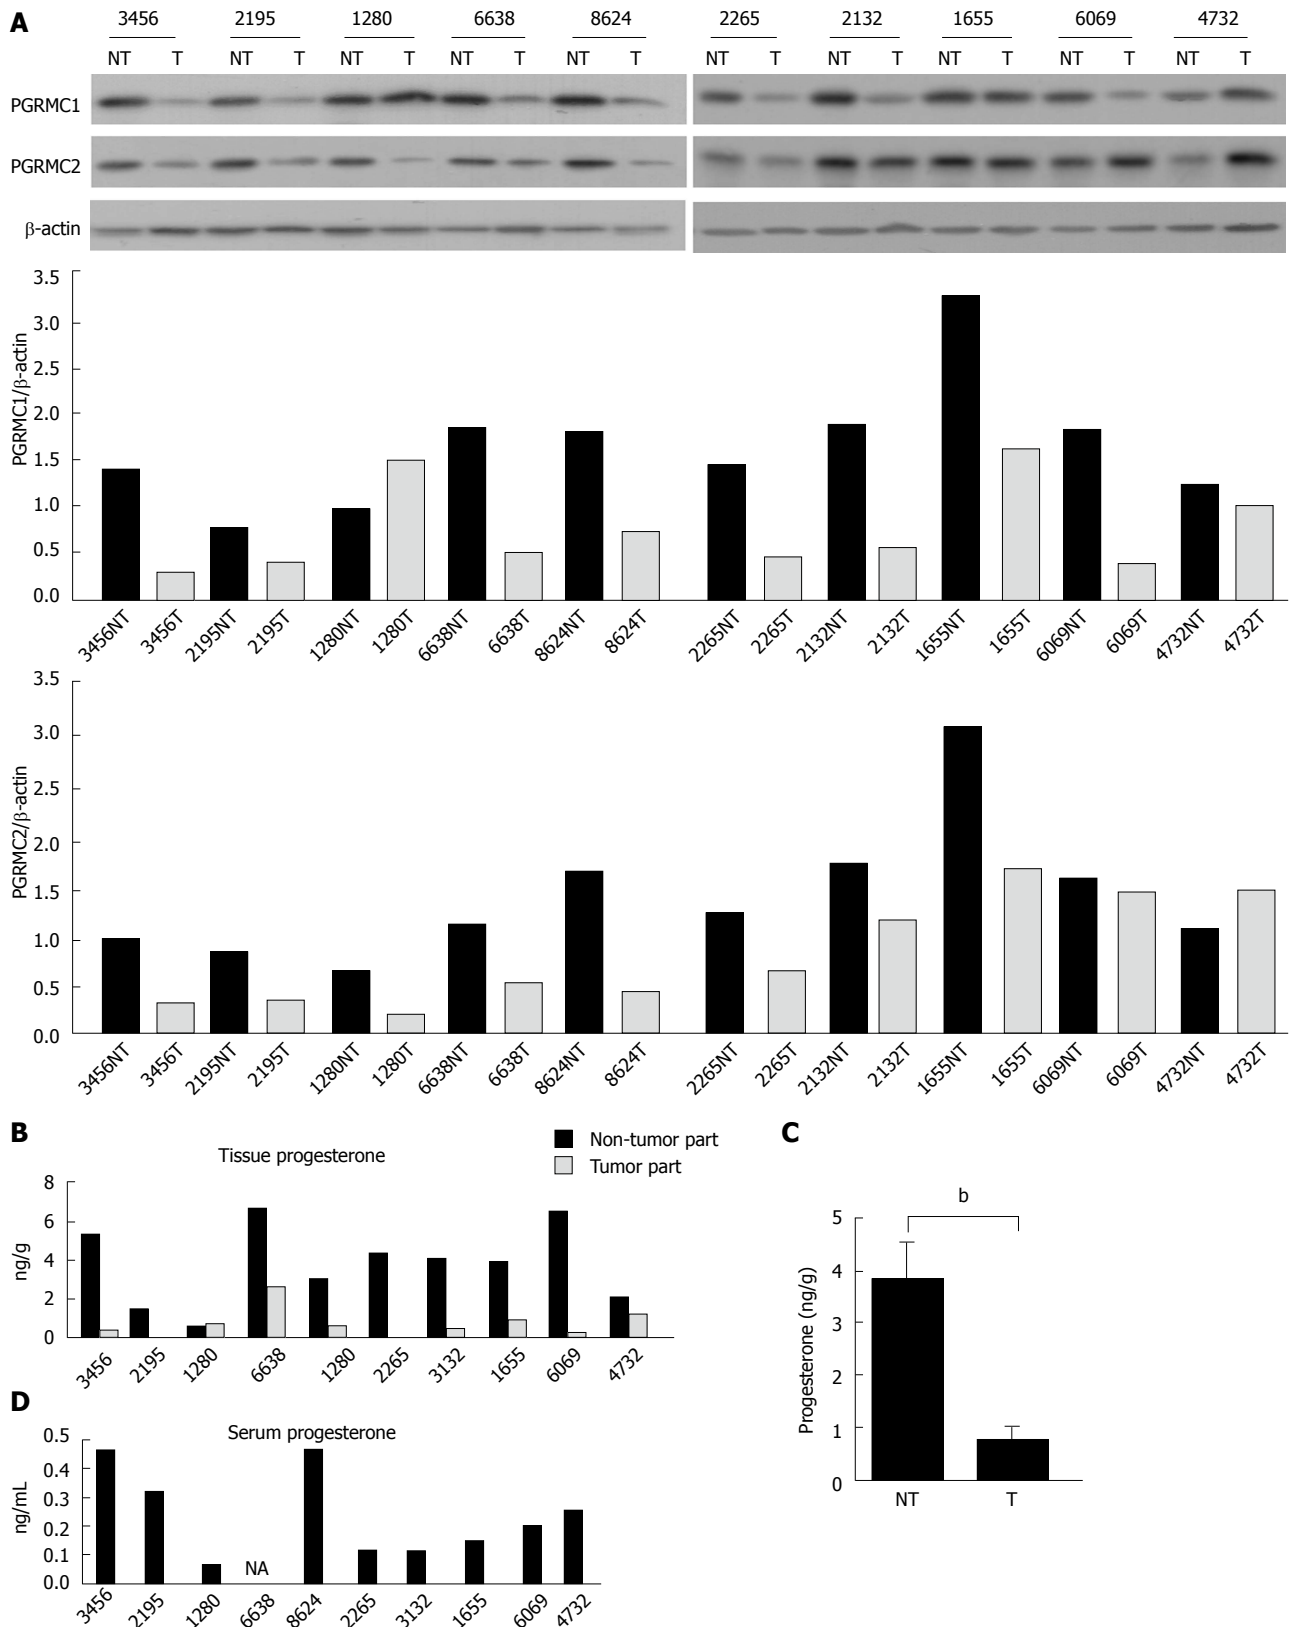 A
3456 2195 1280 6638 8624 2265 2132 1655 6069 4732
NT T NT T NT T NT T NT T NT T NT T NT T NT T NT T
PGRMC1
PGRMC2
β-actin
PGRMC1/β-actin
3.5
3.0
2.5
2.0
1.5
1.0
0.5
0.0
3456NT 3456T 2195NT 2195T 1280NT 1280T 6638NT 6638T 8624NT 8624T 2265NT 2265T 2132NT 2132T 1655NT 1655T 6069NT 6069T 4732NT 4732T
PGRMC2/β-actin
3.5
3.0
2.5
2.0
1.5
1.0
0.5
0.0
3456NT 3456T 2195NT 2195T 1280NT 1280T 6638NT 6638T 8624NT 8624T 2265NT 2265T 2132NT 2132T 1655NT 1655T 6069NT 6069T 4732NT 4732T
B
Tissue progesterone
Non-tumor part
Tumor part
ng/g
8
6
4
2
0
3456 2195 1280 6638 1280 2265 3132 1655 6069 4732
C
b
Progesterone (ng/g)
5
4
3
2
1
0
NT T
D
Serum progesterone
ng/mL
0.5
0.4
0.3
0.2
0.1
0.0
NA
3456 2195 1280 6638 8624 2265 3132 1655 6069 4732